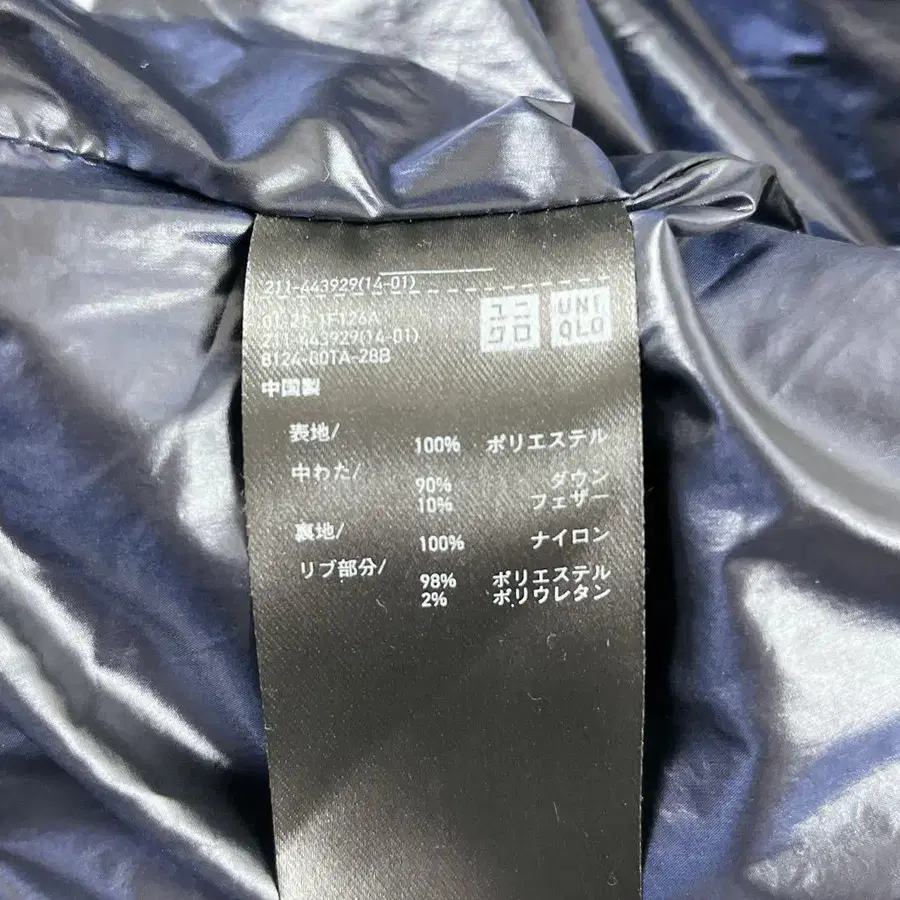 211-443929(14-01)
ユニ
クロ
UNI
QLO
211-443929(14-01)
8124-801A-28B
中国製
表地/ 100% ポリエステル
中わた/ 90% ダウン
10% フェザー
裏地/ 100% ナイロン
リブ部分/ 98% ポリエステル
2% ポリウレタン